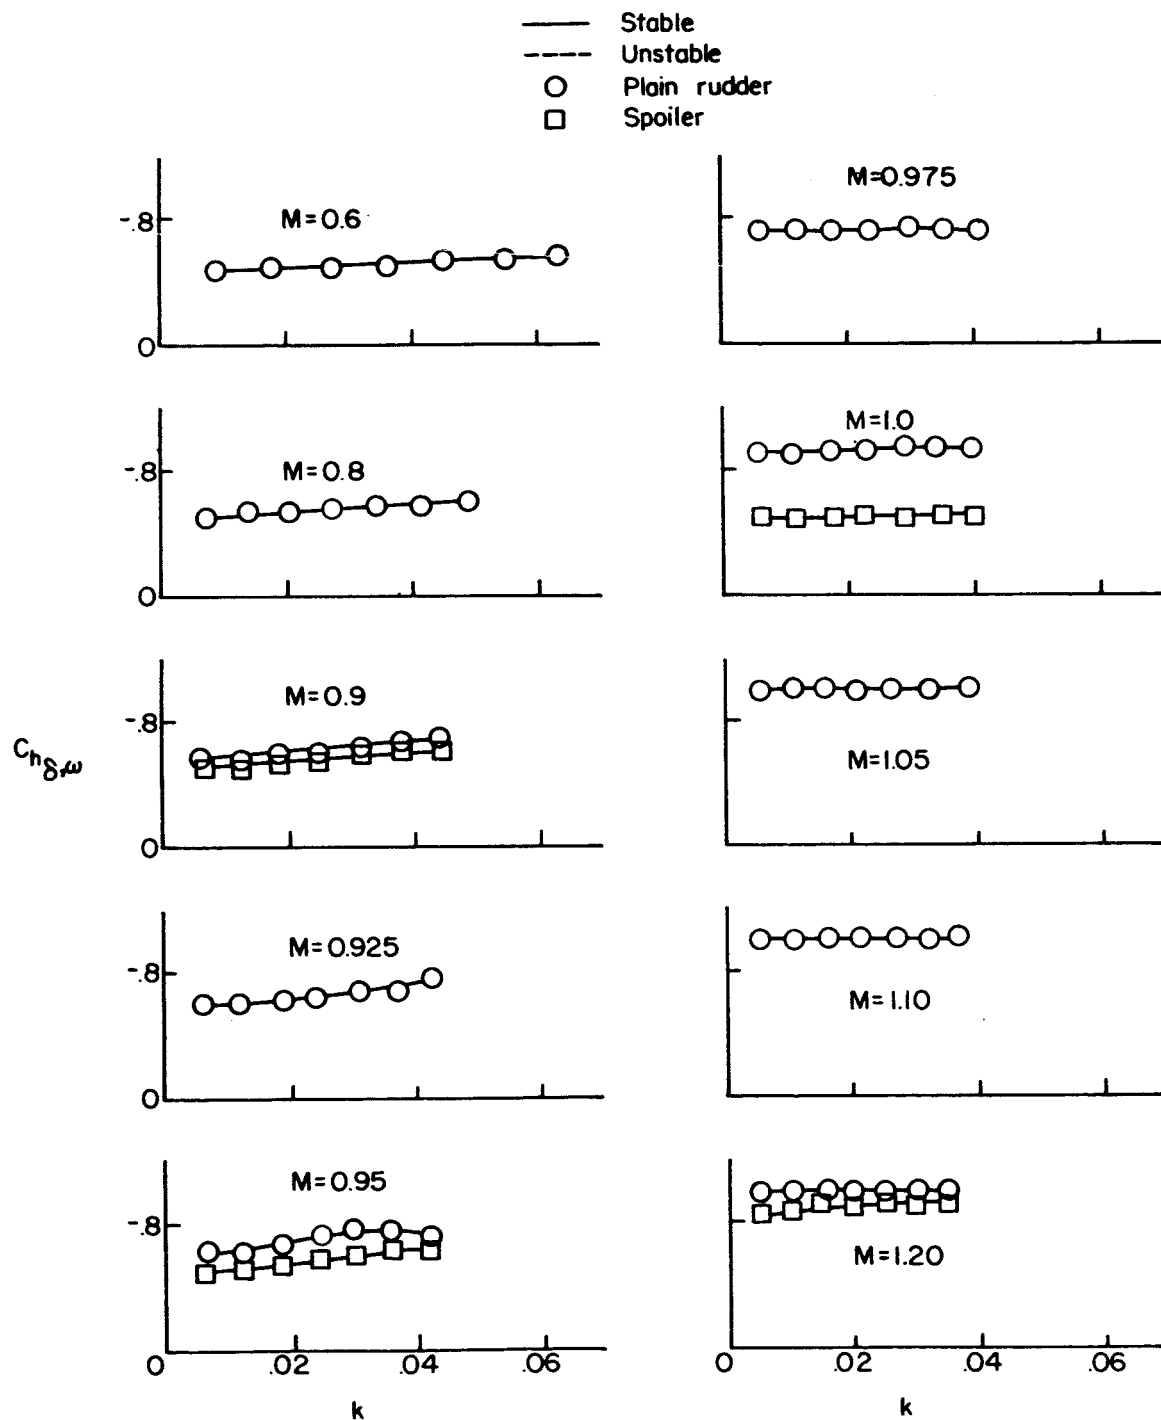 Stable
Unstable
Plain rudder
Spoiler
-.8
M=0.6
0
M=0.975
-.8
M=0.8
0
M=1.0
-.8
M=0.9
0
M=1.05
C_{h_{δ,ω}}
-.8
M=0.925
0
M=1.10
-.8
M=0.95
M=1.20
0 .02 .04 .06
k
0 .02 .04 .06
k